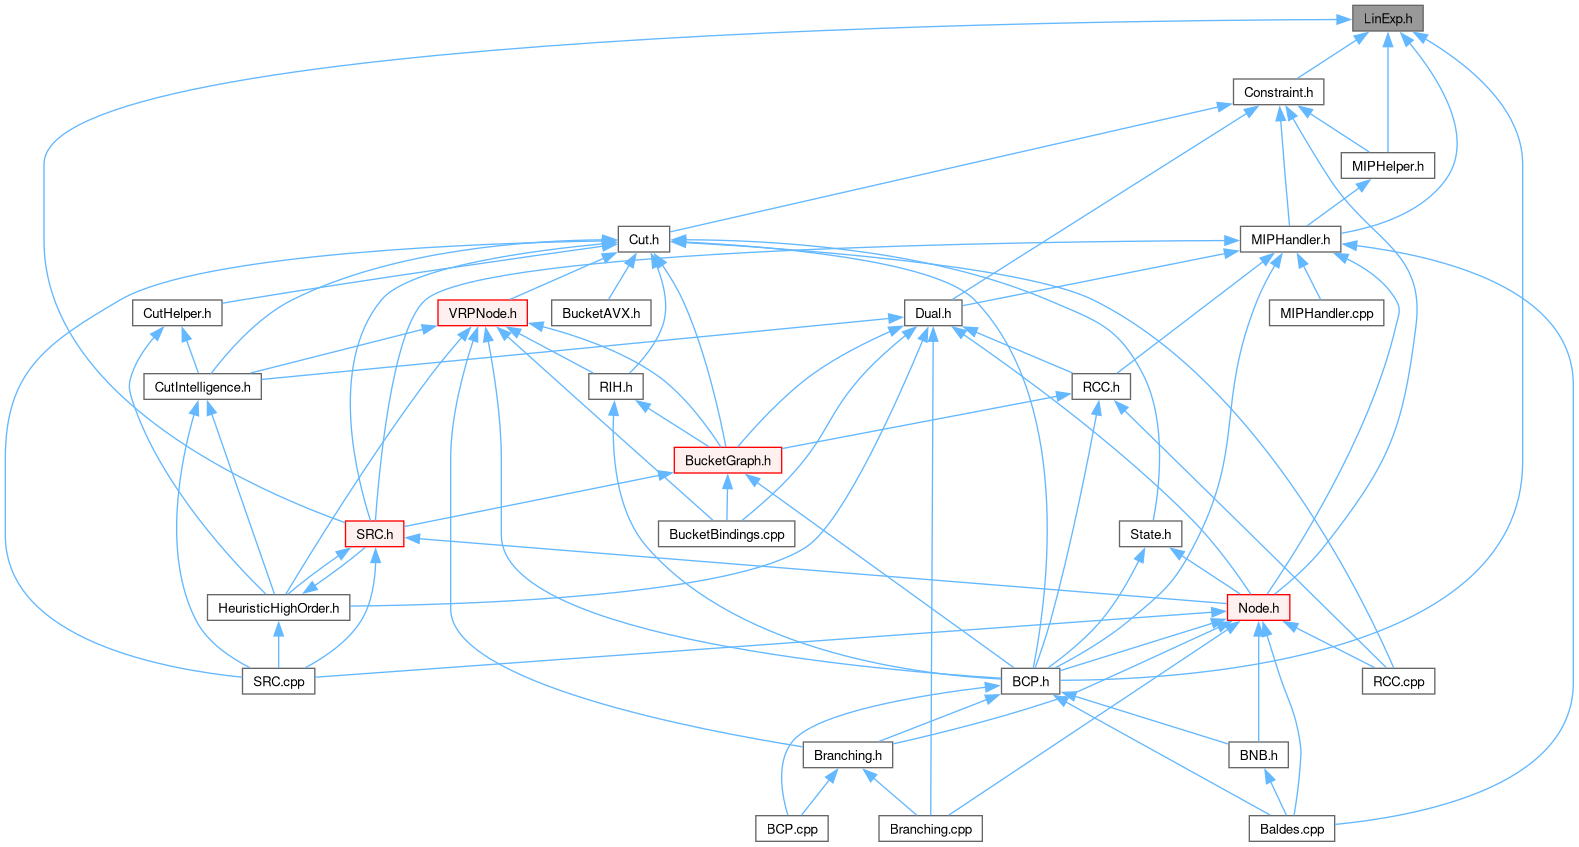 LinExp.h
Constraint.h
MIPHelper.h
Cut.h
MIPHandler.h
CutHelper.h
VRPNode.h
BucketAVX.h
Dual.h
MIPHandler.cpp
CutIntelligence.h
RIH.h
RCC.h
BucketGraph.h
SRC.h
BucketBindings.cpp
State.h
HeuristicHighOrder.h
Node.h
SRC.cpp
BCP.h
RCC.cpp
Branching.h
BNB.h
BCP.cpp
Branching.cpp
Baldes.cpp